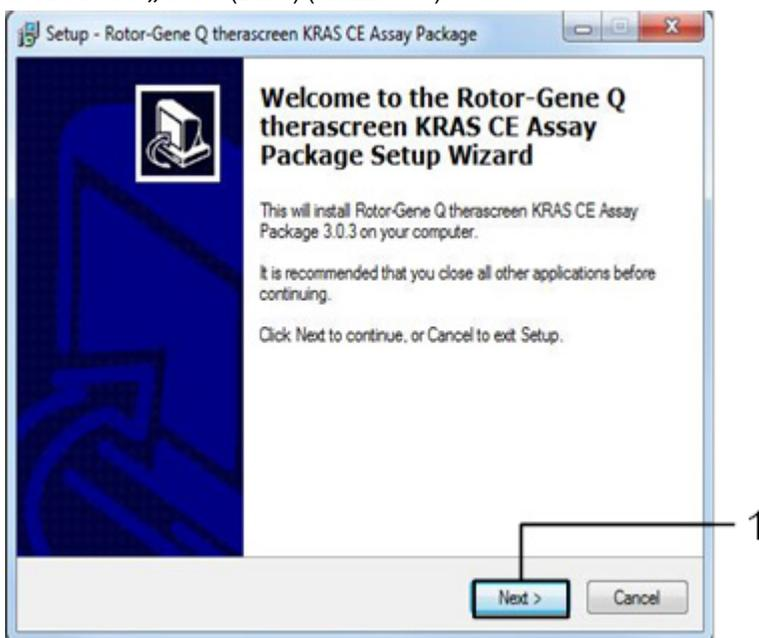 Setup - Rotor-Gene Q therascreen KRAS CE Assay Package
Welcome to the Rotor-Gene Q
therascreen KRAS CE Assay
Package Setup Wizard
This will install Rotor-Gene Q therascreen KRAS CE Assay
Package 3.0.3 on your computer.
It is recommended that you close all other applications before
continuing.
Click Next to continue, or Cancel to exit Setup.
1
Next >
Cancel